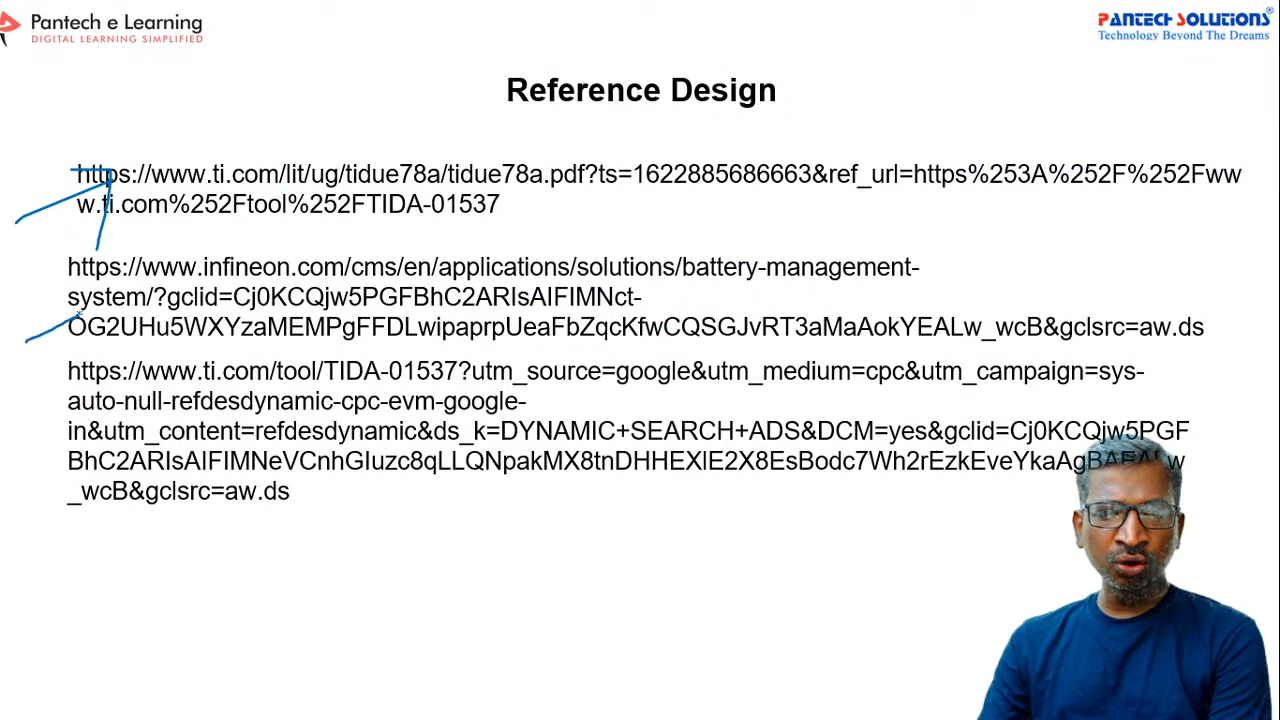 Pantech e Learning
DIGITAL LEARNING SIMPLIFIED
PANTECH SOLUTIONS
Technology Beyond The Dreams
Reference Design
https://www.ti.com/lit/ug/tidue78a/tidue78a.pdf?ts=1622885686663&ref_url=https%253A%252F%252Fww
w.ti.com%252Ftool%252FTIDA-01537
https://www.infineon.com/cms/en/applications/solutions/battery-management-
system/?gclid=Cj0KCQjw5PGFBhC2ARIsAIFIMNct-
OG2UHu5WXYzaMEMPgFFDLwipaprpUeaFbZqcKfwCQSGJvRT3aMaAokYEALw_wcB&gclsrc=aw.ds
https://www.ti.com/tool/TIDA-01537?utm_source=google&utm_medium=cpc&utm_campaign=sys-
auto-null-refdesdynamic-cpc-evm-google-
in&utm_content=refdesdynamic&ds_k=DYNAMIC+SEARCH+ADS&DCM=yes&gclid=Cj0KCQjw5PGF
BhC2ARIsAIFIMNeVCnhGIuzc8qLLQNpakMX8tnDHHEXlE2X8EsBodc7Wh2rEzkEveYkaAgBAEALw
_wcB&gclsrc=aw.ds